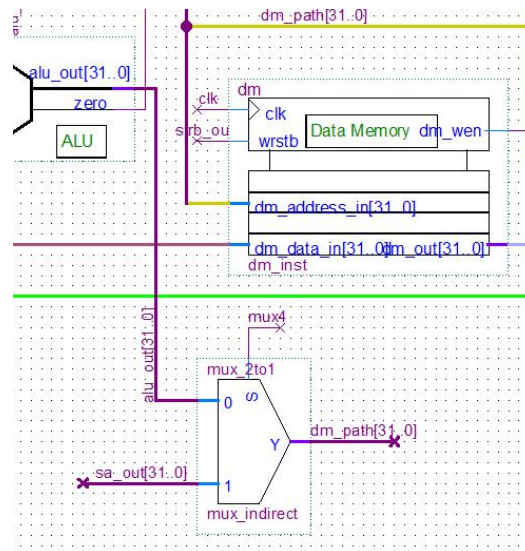 dm_path[31..0]
alu_out[31..0]
zero
ALU
dm
clk
clk
wrstb
Data Memory
dm_wen
dm_address_in[31..0]
dm_data_in[31..0]
dm_out[31..0]
dm_inst
alu_out[31..0]
mux4
mux_2to1
S
0
Y
dm_path[31..0]
sa_out[31..0]
1
mux_indirect